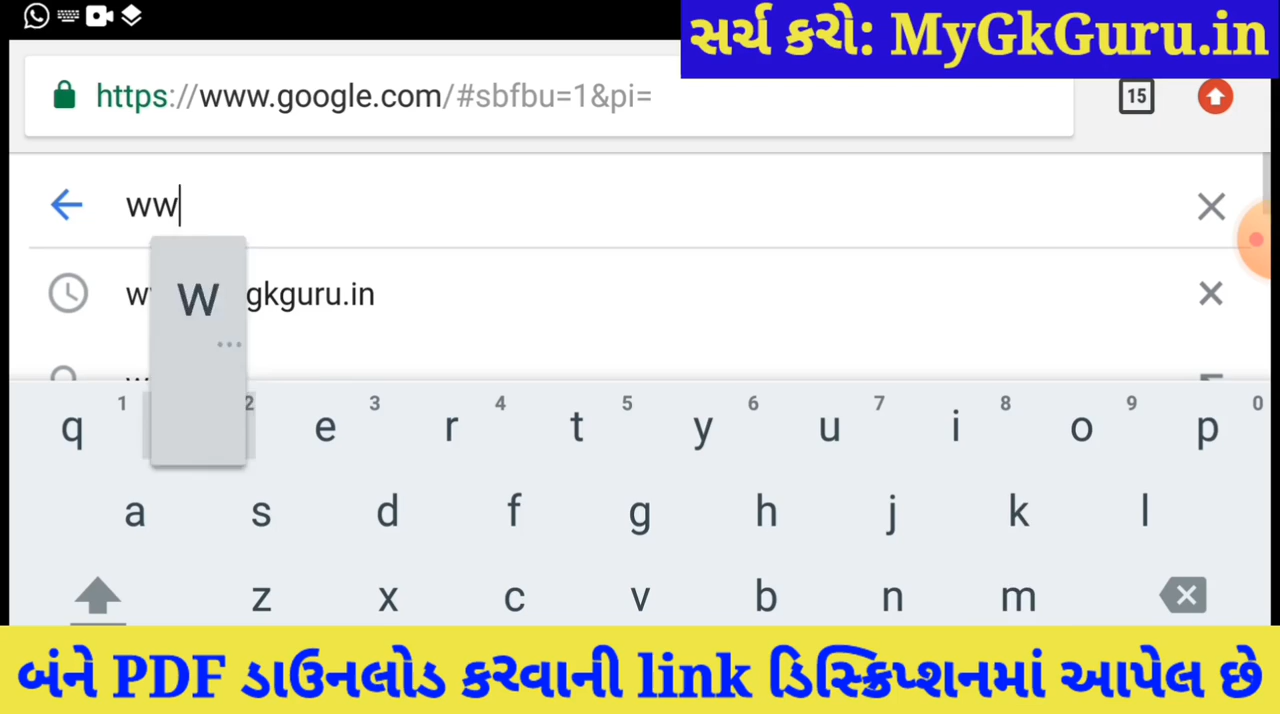 સર્ચ કરો: MyGkGuru.in
https://www.google.com/#sbfbu=1&pi=
15
ww
w
gkguru.in
1 2 3 4 5 6 7 8 9 0
q e r t y u i o p
a s d f g h j k l
z x c v b n m
બંને PDF ડાઉનલોડ કરવાની link ડિસ્ક્રિપ્શનમાં આપેલ છે